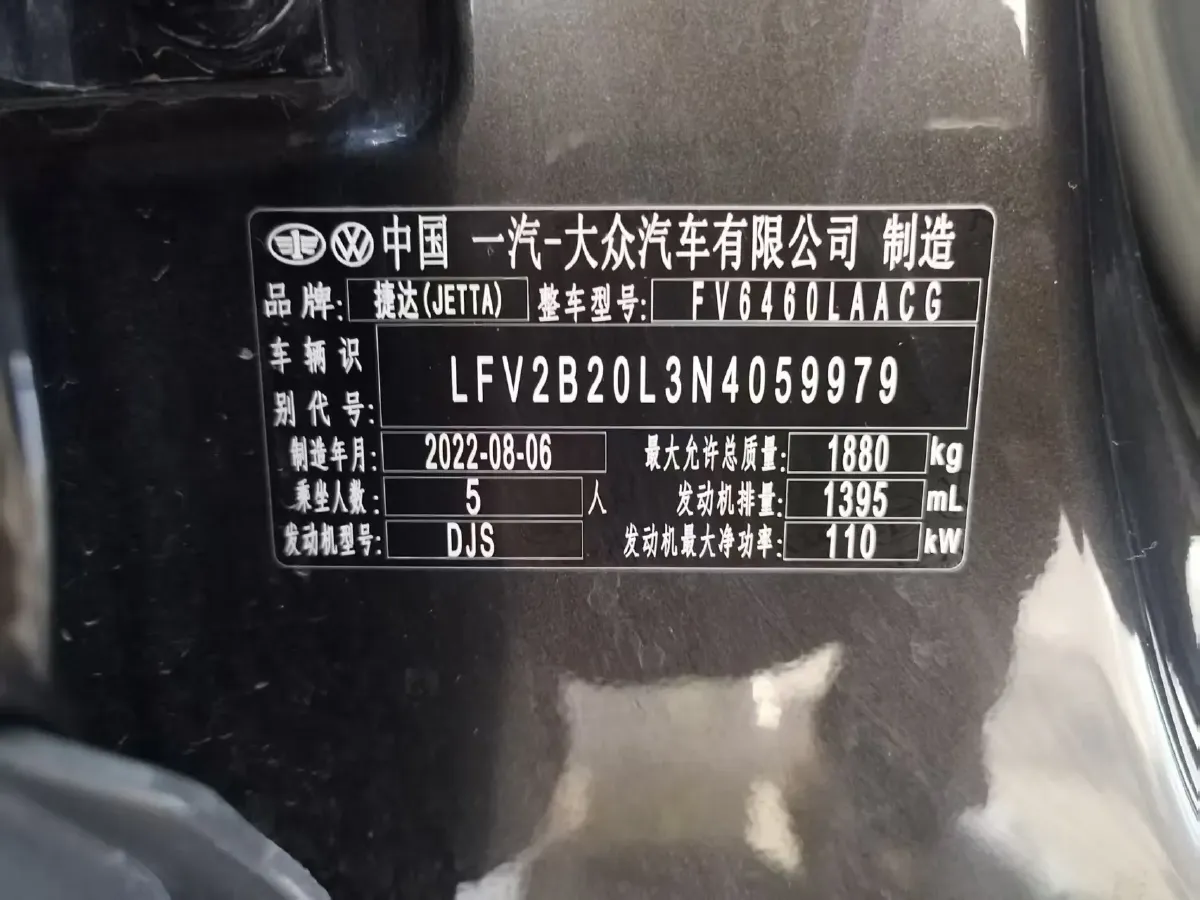 中国 一汽-大众汽车有限公司 制造
品牌: 捷达(JETTA) 整车型号: FV6460LAACG
车辆识别代号: LFV2B20L3N4059979
制造年月: 2022-08-06 最大允许总质量: 1880 kg
乘坐人数: 5 人 发动机排量: 1395 mL
发动机型号: DJS 发动机最大净功率: 110 kW